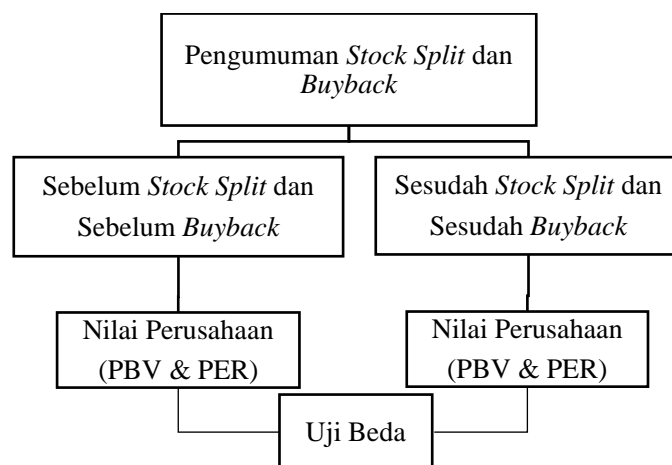 Pengumuman Stock Split dan
Buyback
Sebelum Stock Split dan
Sebelum Buyback
Sesudah Stock Split dan
Sesudah Buyback
Nilai Perusahaan
(PBV & PER)
Nilai Perusahaan
(PBV & PER)
Uji Beda